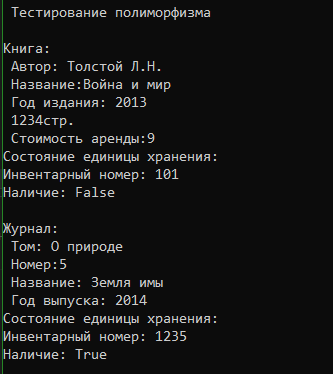 Тестирование полиморфизма
Книга:
Автор: Толстой Л.Н.
Название:Война и мир
Год издания: 2013
1234стр.
Стоимость аренды:9
Состояние единицы хранения:
Инвентарный номер: 101
Наличие: False
Журнал:
Том: О природе
Номер:5
Название: Земля имы
Год выпуска: 2014
Состояние единицы хранения:
Инвентарный номер: 1235
Наличие: True